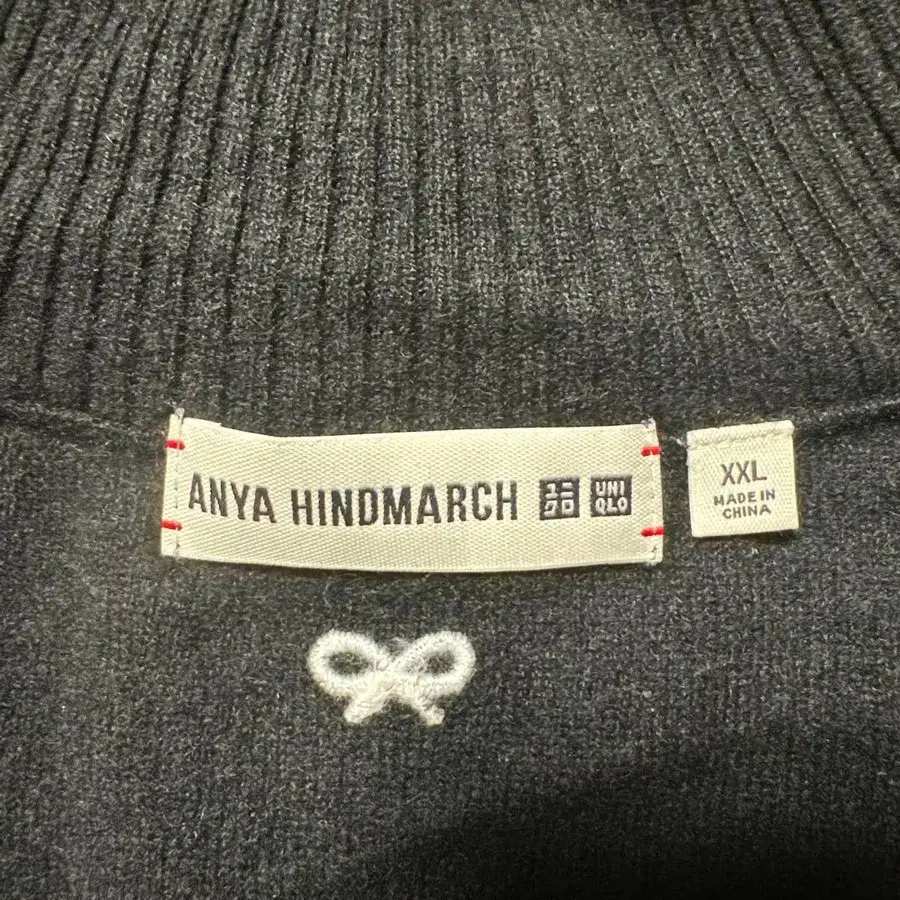 ANYA HINDMARCH ユニクロ UNIQLO
XXL
MADE IN
CHINA